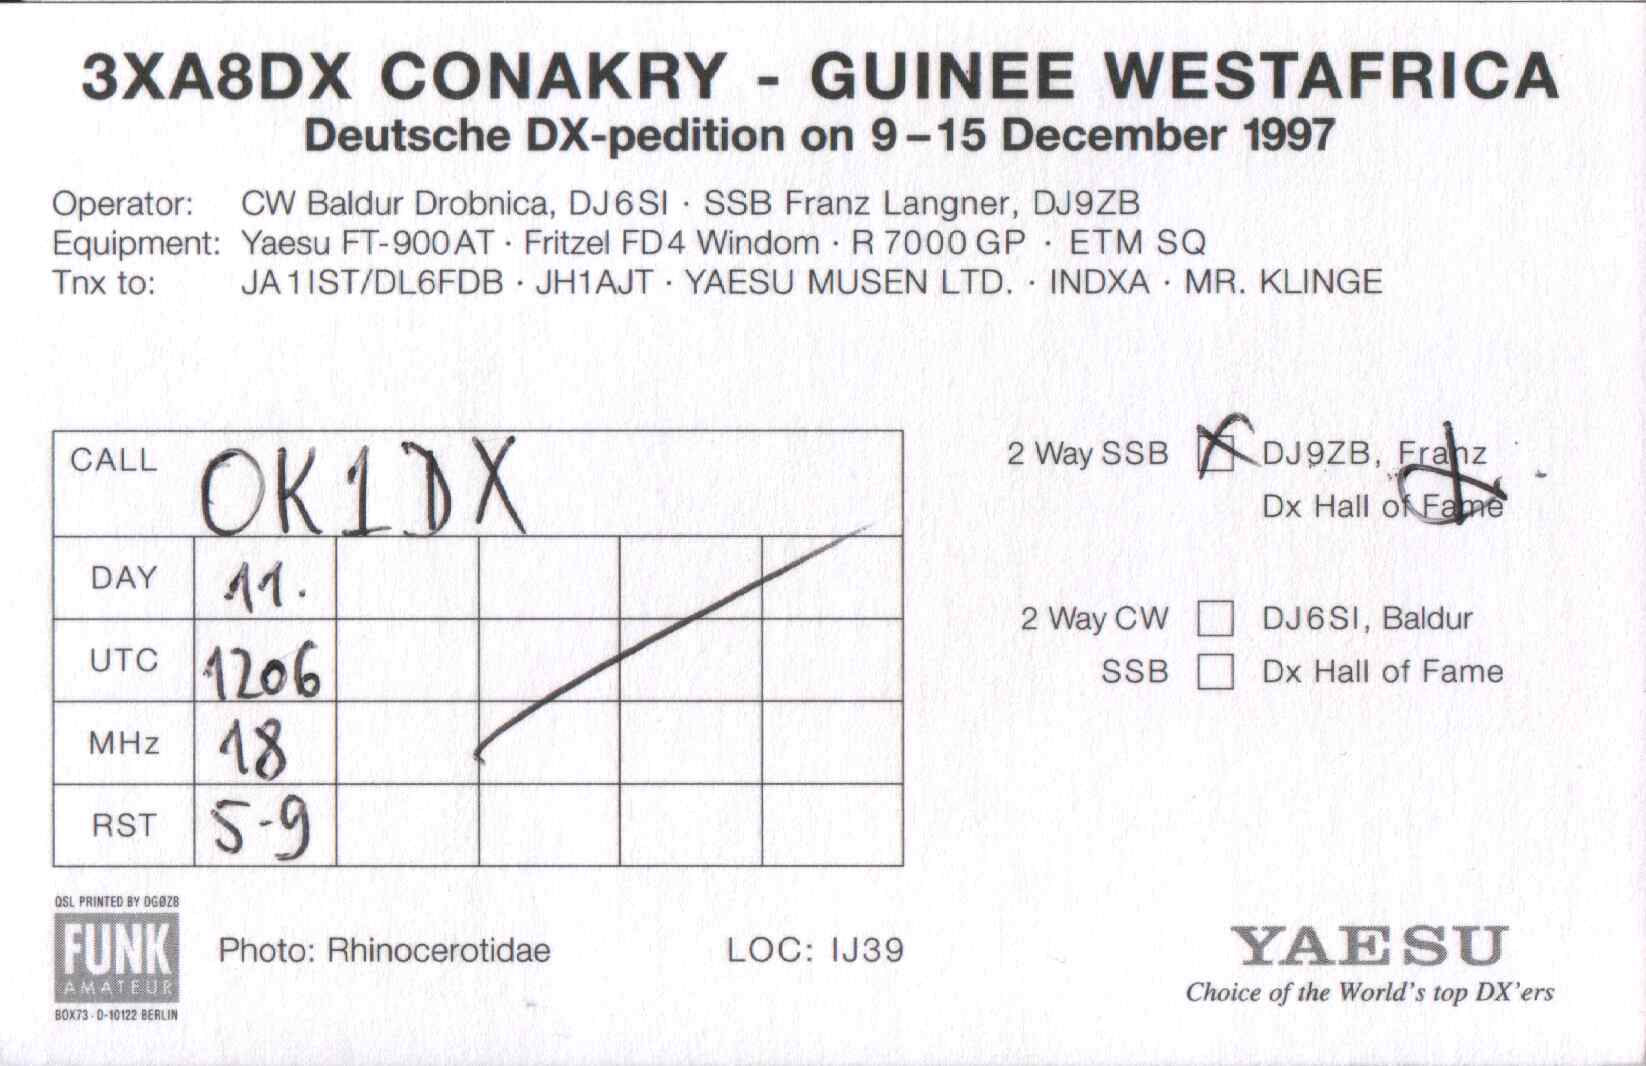 3XA8DX CONAKRY - GUINEE WESTAFRICA
Deutsche DX-pedition on 9–15 December 1997
Operator: CW Baldur Drobnica, DJ6SI · SSB Franz Langner, DJ9ZB
Equipment: Yaesu FT-900AT · Fritzel FD4 Windom · R 7000 GP · ETM SQ
Tnx to: JA1IST/DL6FDB · JH1AJT · YAESU MUSEN LTD. · INDXA · MR. KLINGE
CALL OK1DX
DAY 11.
UTC 1206
MHz 18
RST 5-9
2 Way SSB DJ9ZB, Franz
Dx Hall of Fame
2 Way CW DJ6SI, Baldur
SSB Dx Hall of Fame
QSL PRINTED BY DGØZB
FUNK
AMATEUR
BOX73 · D-10122 BERLIN
Photo: Rhinocerotidae
LOC: IJ39
YAESU
Choice of the World's top DX'ers